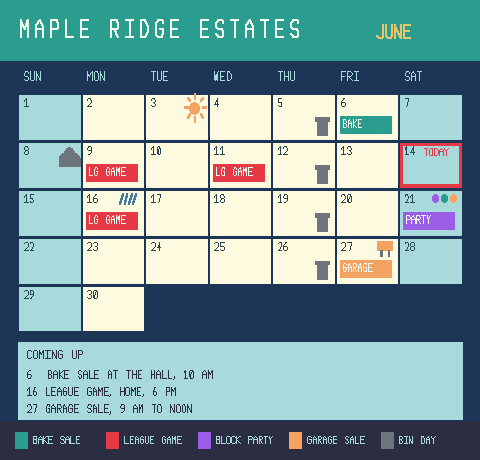 MAPLE RIDGE ESTATES JUNE
SUN MON TUE WED THU FRI SAT
1 2 3 4 5 6 7
BAKE
8 9 10 11 12 13 14 TODAY
LG GAME LG GAME
15 16 17 18 19 20 21
LG GAME PARTY
22 23 24 25 26 27 28
GARAGE
29 30
COMING UP
6 BAKE SALE AT THE HALL, 10 AM
16 LEAGUE GAME, HOME, 6 PM
27 GARAGE SALE, 9 AM TO NOON
BAKE SALE LEAGUE GAME BLOCK PARTY GARAGE SALE BIN DAY